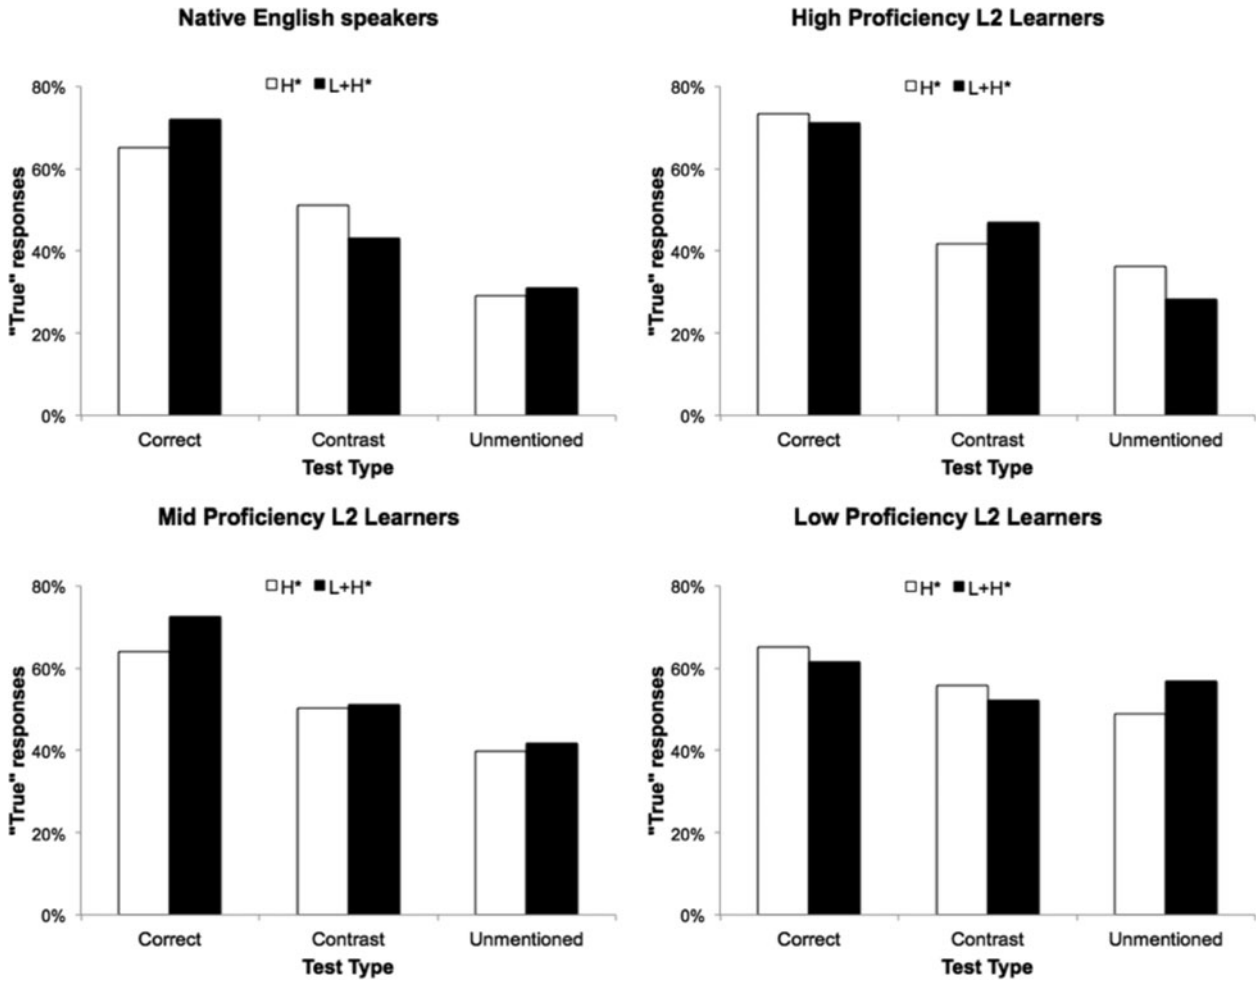 Native English speakers
H* L+H*
80%
60%
40%
20%
0%
"True" responses
Correct Contrast Unmentioned
Test Type
High Proficiency L2 Learners
H* L+H*
80%
60%
40%
20%
0%
"True" responses
Correct Contrast Unmentioned
Test Type
Mid Proficiency L2 Learners
H* L+H*
80%
60%
40%
20%
0%
"True" responses
Correct Contrast Unmentioned
Test Type
Low Proficiency L2 Learners
H* L+H*
80%
60%
40%
20%
0%
"True" responses
Correct Contrast Unmentioned
Test Type